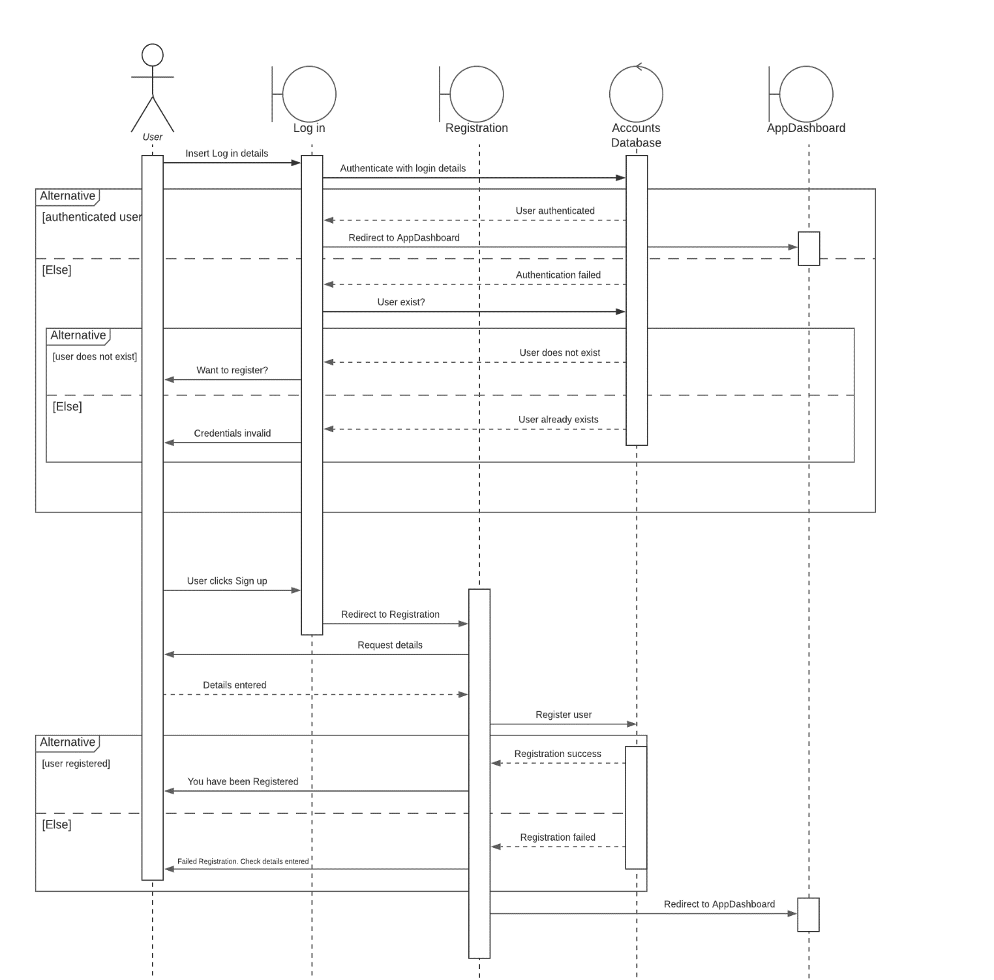 User
Log in
Registration
Accounts
Database
AppDashboard
Insert Log in details
Authenticate with login details
Alternative
[authenticated user
User authenticated
Redirect to AppDashboard
[Else]
Authentication failed
User exist?
Alternative
[user does not exist]
User does not exist
Want to register?
[Else]
User already exists
Credentials invalid
User clicks Sign up
Redirect to Registration
Request details
Details entered
Register user
Alternative
[user registered]
Registration success
You have been Registered
[Else]
Registration failed
Failed Registration. Check details entered
Redirect to AppDashboard